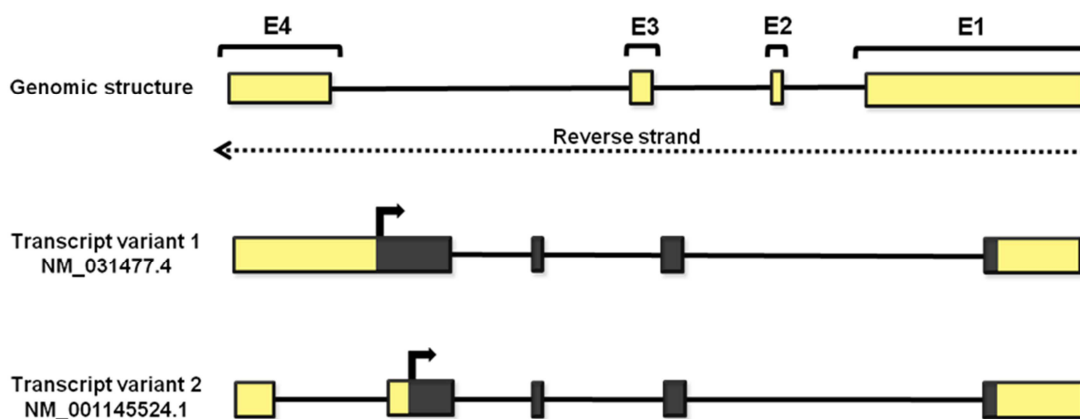 E4 E3 E2 E1
Genomic structure
Reverse strand
Transcript variant 1
NM_031477.4
Transcript variant 2
NM_001145524.1